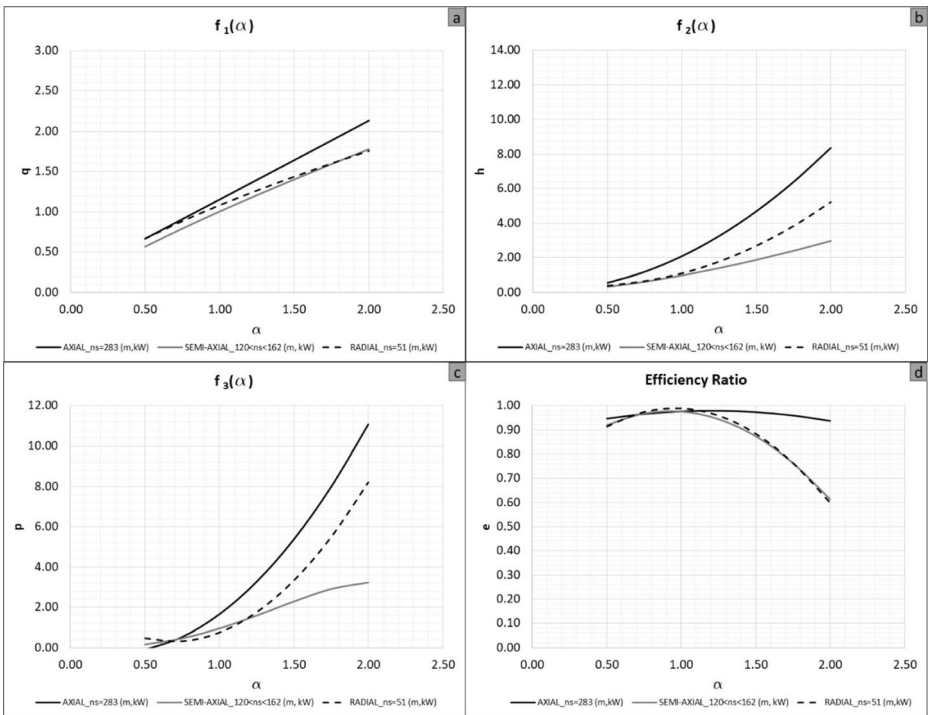 f 1(α)
a
3.00
2.50
2.00
1.50
1.00
0.50
0.00
q
0.00 0.50 1.00 1.50 2.00 2.50
α
AXIAL_ns=283 (m,kW) SEMI-AXIAL_120<ns<162 (m, kW) RADIAL_ns=51 (m,kW)
f 2(α)
b
14.00
12.00
10.00
8.00
6.00
4.00
2.00
0.00
h
0.00 0.50 1.00 1.50 2.00 2.50
α
AXIAL_ns=283 (m,kW) SEMI-AXIAL_120<ns<162 (m, kW) RADIAL_ns=51 (m,kW)
f 3(α)
c
12.00
10.00
8.00
6.00
4.00
2.00
0.00
p
0.00 0.50 1.00 1.50 2.00 2.50
α
AXIAL_ns=283 (m,kW) SEMI-AXIAL_120<ns<162 (m, kW) RADIAL_ns=51 (m,kW)
Efficiency Ratio
d
1.00
0.90
0.80
0.70
0.60
0.50
0.40
0.30
0.20
0.10
0.00
e
0.00 0.50 1.00 1.50 2.00 2.50
α
AXIAL_ns=283 (m,kW) SEMI-AXIAL_120<ns<162 (m, kW) RADIAL_ns=51 (m,kW)